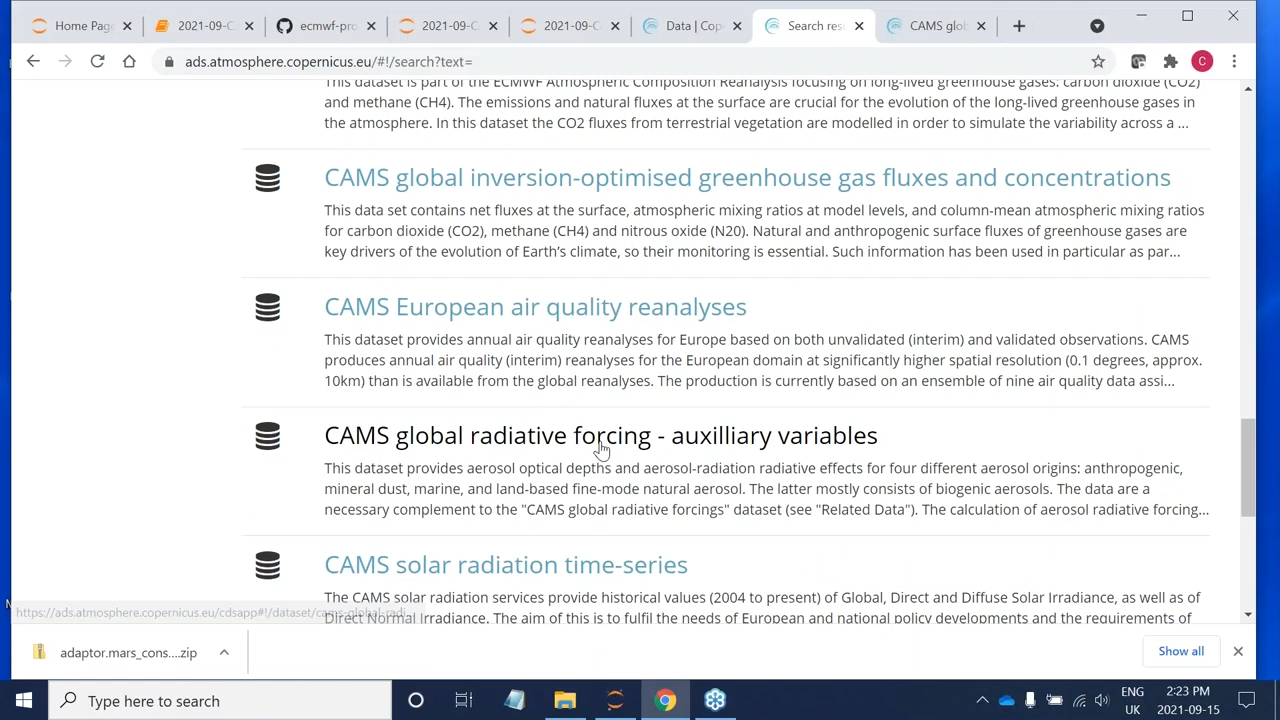 Home Page
2021-09-C
ecmwf-pro
2021-09-C
2021-09-C
Data | Cop
Search res
CAMS glob
ads.atmosphere.copernicus.eu/#!/search?text=
C
This dataset is part of the ECMWF Atmospheric Composition Reanalysis focusing on long-lived greenhouse gases: carbon dioxide (CO2)
and methane (CH4). The emissions and natural fluxes at the surface are crucial for the evolution of the long-lived greenhouse gases in
the atmosphere. In this dataset the CO2 fluxes from terrestrial vegetation are modelled in order to simulate the variability across a ...
CAMS global inversion-optimised greenhouse gas fluxes and concentrations
This data set contains net fluxes at the surface, atmospheric mixing ratios at model levels, and column-mean atmospheric mixing ratios
for carbon dioxide (CO2), methane (CH4) and nitrous oxide (N20). Natural and anthropogenic surface fluxes of greenhouse gases are
key drivers of the evolution of Earth's climate, so their monitoring is essential. Such information has been used in particular as par...
CAMS European air quality reanalyses
This dataset provides annual air quality reanalyses for Europe based on both unvalidated (interim) and validated observations. CAMS
produces annual air quality (interim) reanalyses for the European domain at significantly higher spatial resolution (0.1 degrees, approx.
10km) than is available from the global reanalyses. The production is currently based on an ensemble of nine air quality data assi...
CAMS global radiative forcing - auxilliary variables
This dataset provides aerosol optical depths and aerosol-radiation radiative effects for four different aerosol origins: anthropogenic,
mineral dust, marine, and land-based fine-mode natural aerosol. The latter mostly consists of biogenic aerosols. The data are a
necessary complement to the "CAMS global radiative forcings" dataset (see "Related Data"). The calculation of aerosol radiative forcing...
CAMS solar radiation time-series
The CAMS solar radiation services provide historical values (2004 to present) of Global, Direct and Diffuse Solar Irradiance, as well as of
Direct Normal Irradiance. The aim of this is to fulfil the needs of European and national policy developments and the requirements of
https://ads.atmosphere.copernicus.eu/cdsapp#!/dataset/cams-global-radi...
adaptor.mars_cons....zip
Show all
Type here to search
ENG
UK
2:23 PM
2021-09-15